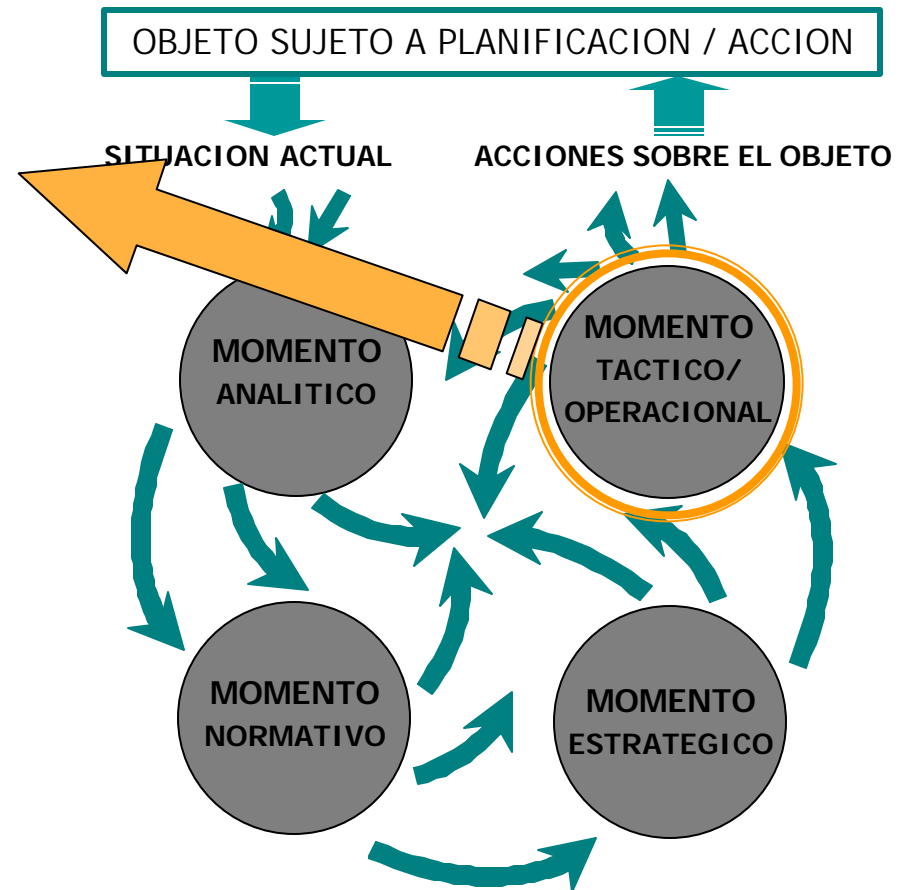 OBJETO SUJETO A PLANIFICACION / ACCION
SITUACION ACTUAL
ACCIONES SOBRE EL OBJETO
MOMENTO
ANALITICO
MOMENTO
TACTICO/
OPERACIONAL
MOMENTO
NORMATIVO
MOMENTO
ESTRATEGICO